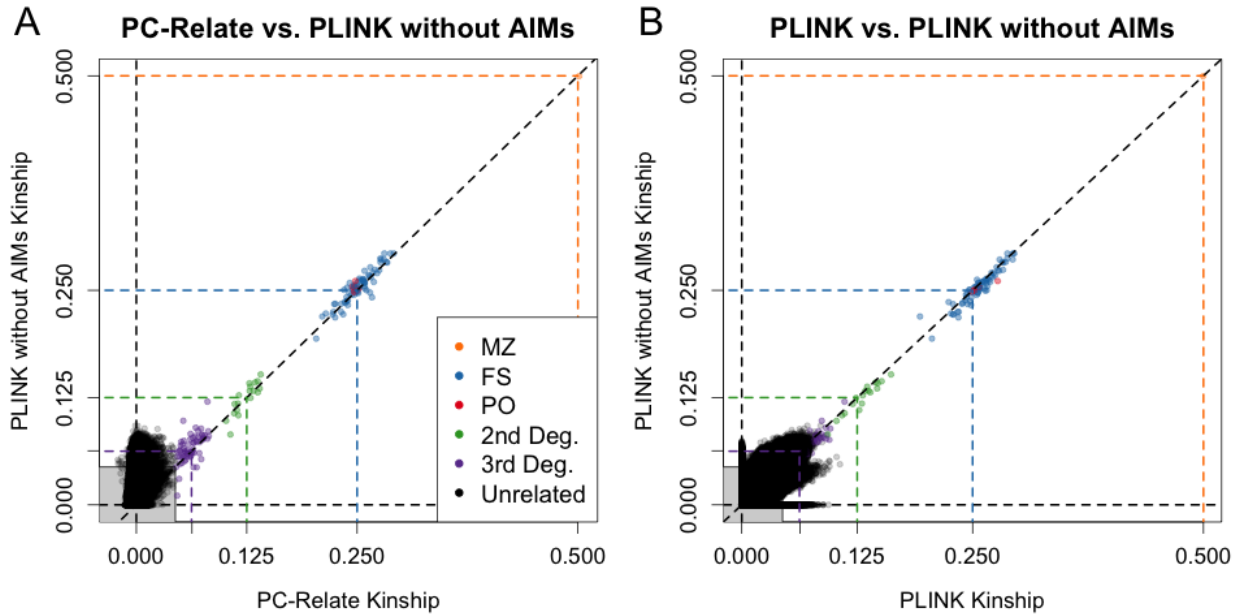 A
PC-Relate vs. PLINK without AIMs
PLINK without AIMs Kinship
0.500
0.250
0.125
0.000
MZ
FS
PO
2nd Deg.
3rd Deg.
Unrelated
0.000 0.125 0.250 0.500
PC-Relate Kinship
B
PLINK vs. PLINK without AIMs
PLINK without AIMs Kinship
0.500
0.250
0.125
0.000
0.000 0.125 0.250 0.500
PLINK Kinship